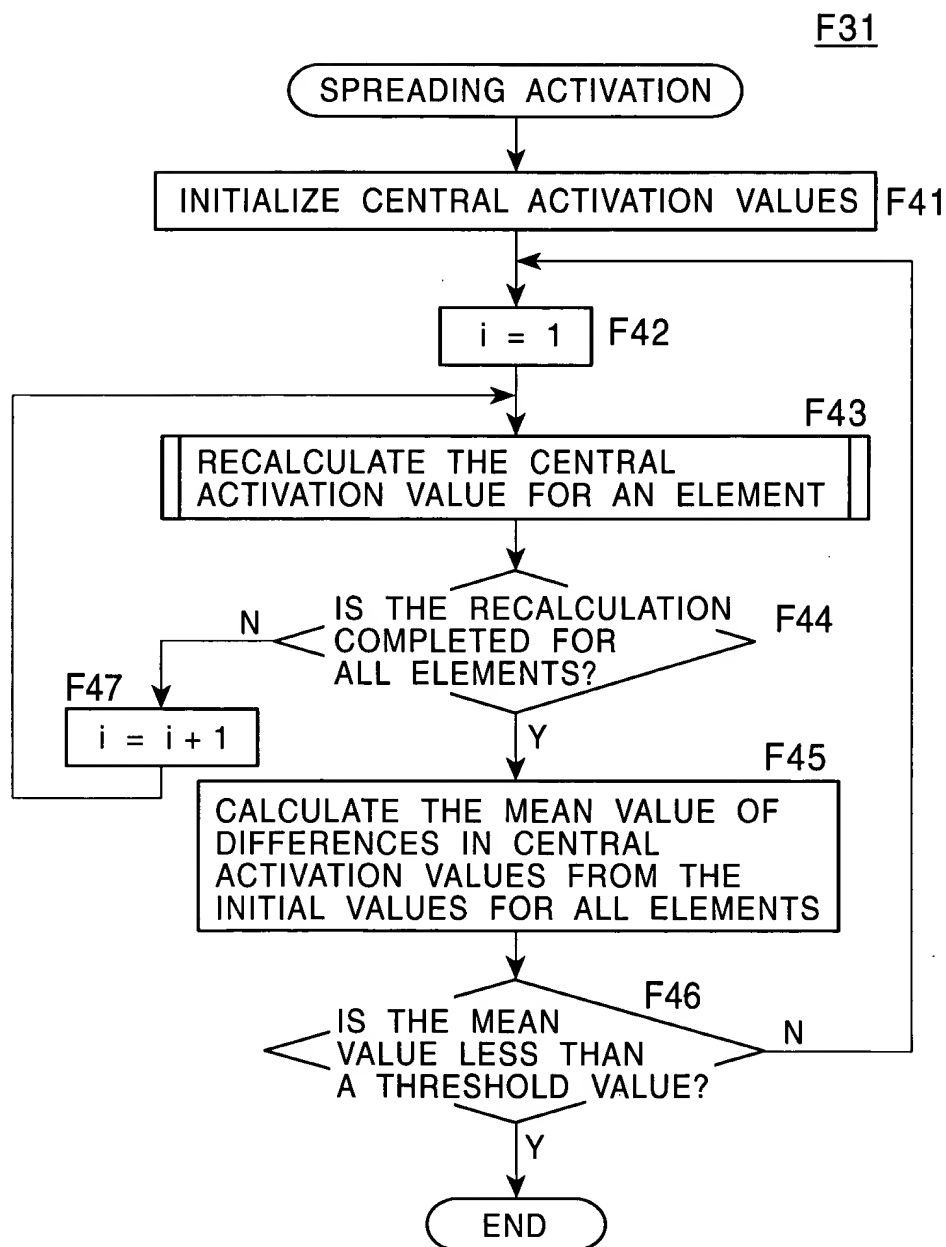 F31
SPREADING ACTIVATION
INITIALIZE CENTRAL ACTIVATION VALUES
F41
i = 1
F42
F43
RECALCULATE THE CENTRAL
ACTIVATION VALUE FOR AN ELEMENT
IS THE RECALCULATION
COMPLETED FOR
ALL ELEMENTS?
F44
N
F47
i = i + 1
Y
F45
CALCULATE THE MEAN VALUE OF
DIFFERENCES IN CENTRAL
ACTIVATION VALUES FROM THE
INITIAL VALUES FOR ALL ELEMENTS
F46
IS THE MEAN
VALUE LESS THAN
A THRESHOLD VALUE?
N
Y
END